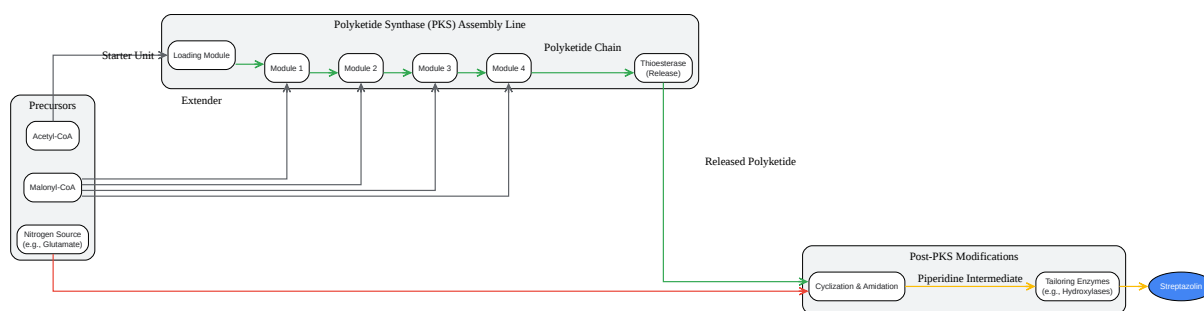 Polyketide Synthase (PKS) Assembly Line
Starter Unit
Loading Module
Polyketide Chain
Module 1
Module 2
Module 3
Module 4
Thioesterase
(Release)
Extender
Precursors
Acetyl-CoA
Released Polyketide
Malonyl-CoA
Nitrogen Source
(e.g., Glutamate)
Post-PKS Modifications
Cyclization & Amidation
Piperidine Intermediate
Tailoring Enzymes
(e.g., Hydroxylases)
Streptazolin